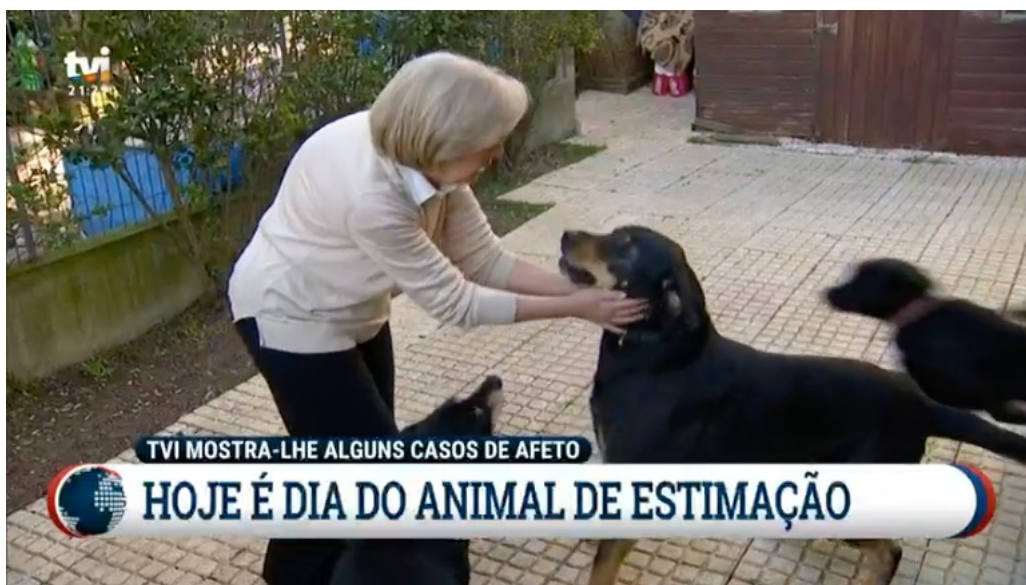 tvi
TVI MOSTRA-LHE ALGUNS CASOS DE AFETO
HOJE É DIA DO ANIMAL DE ESTIMAÇÃO